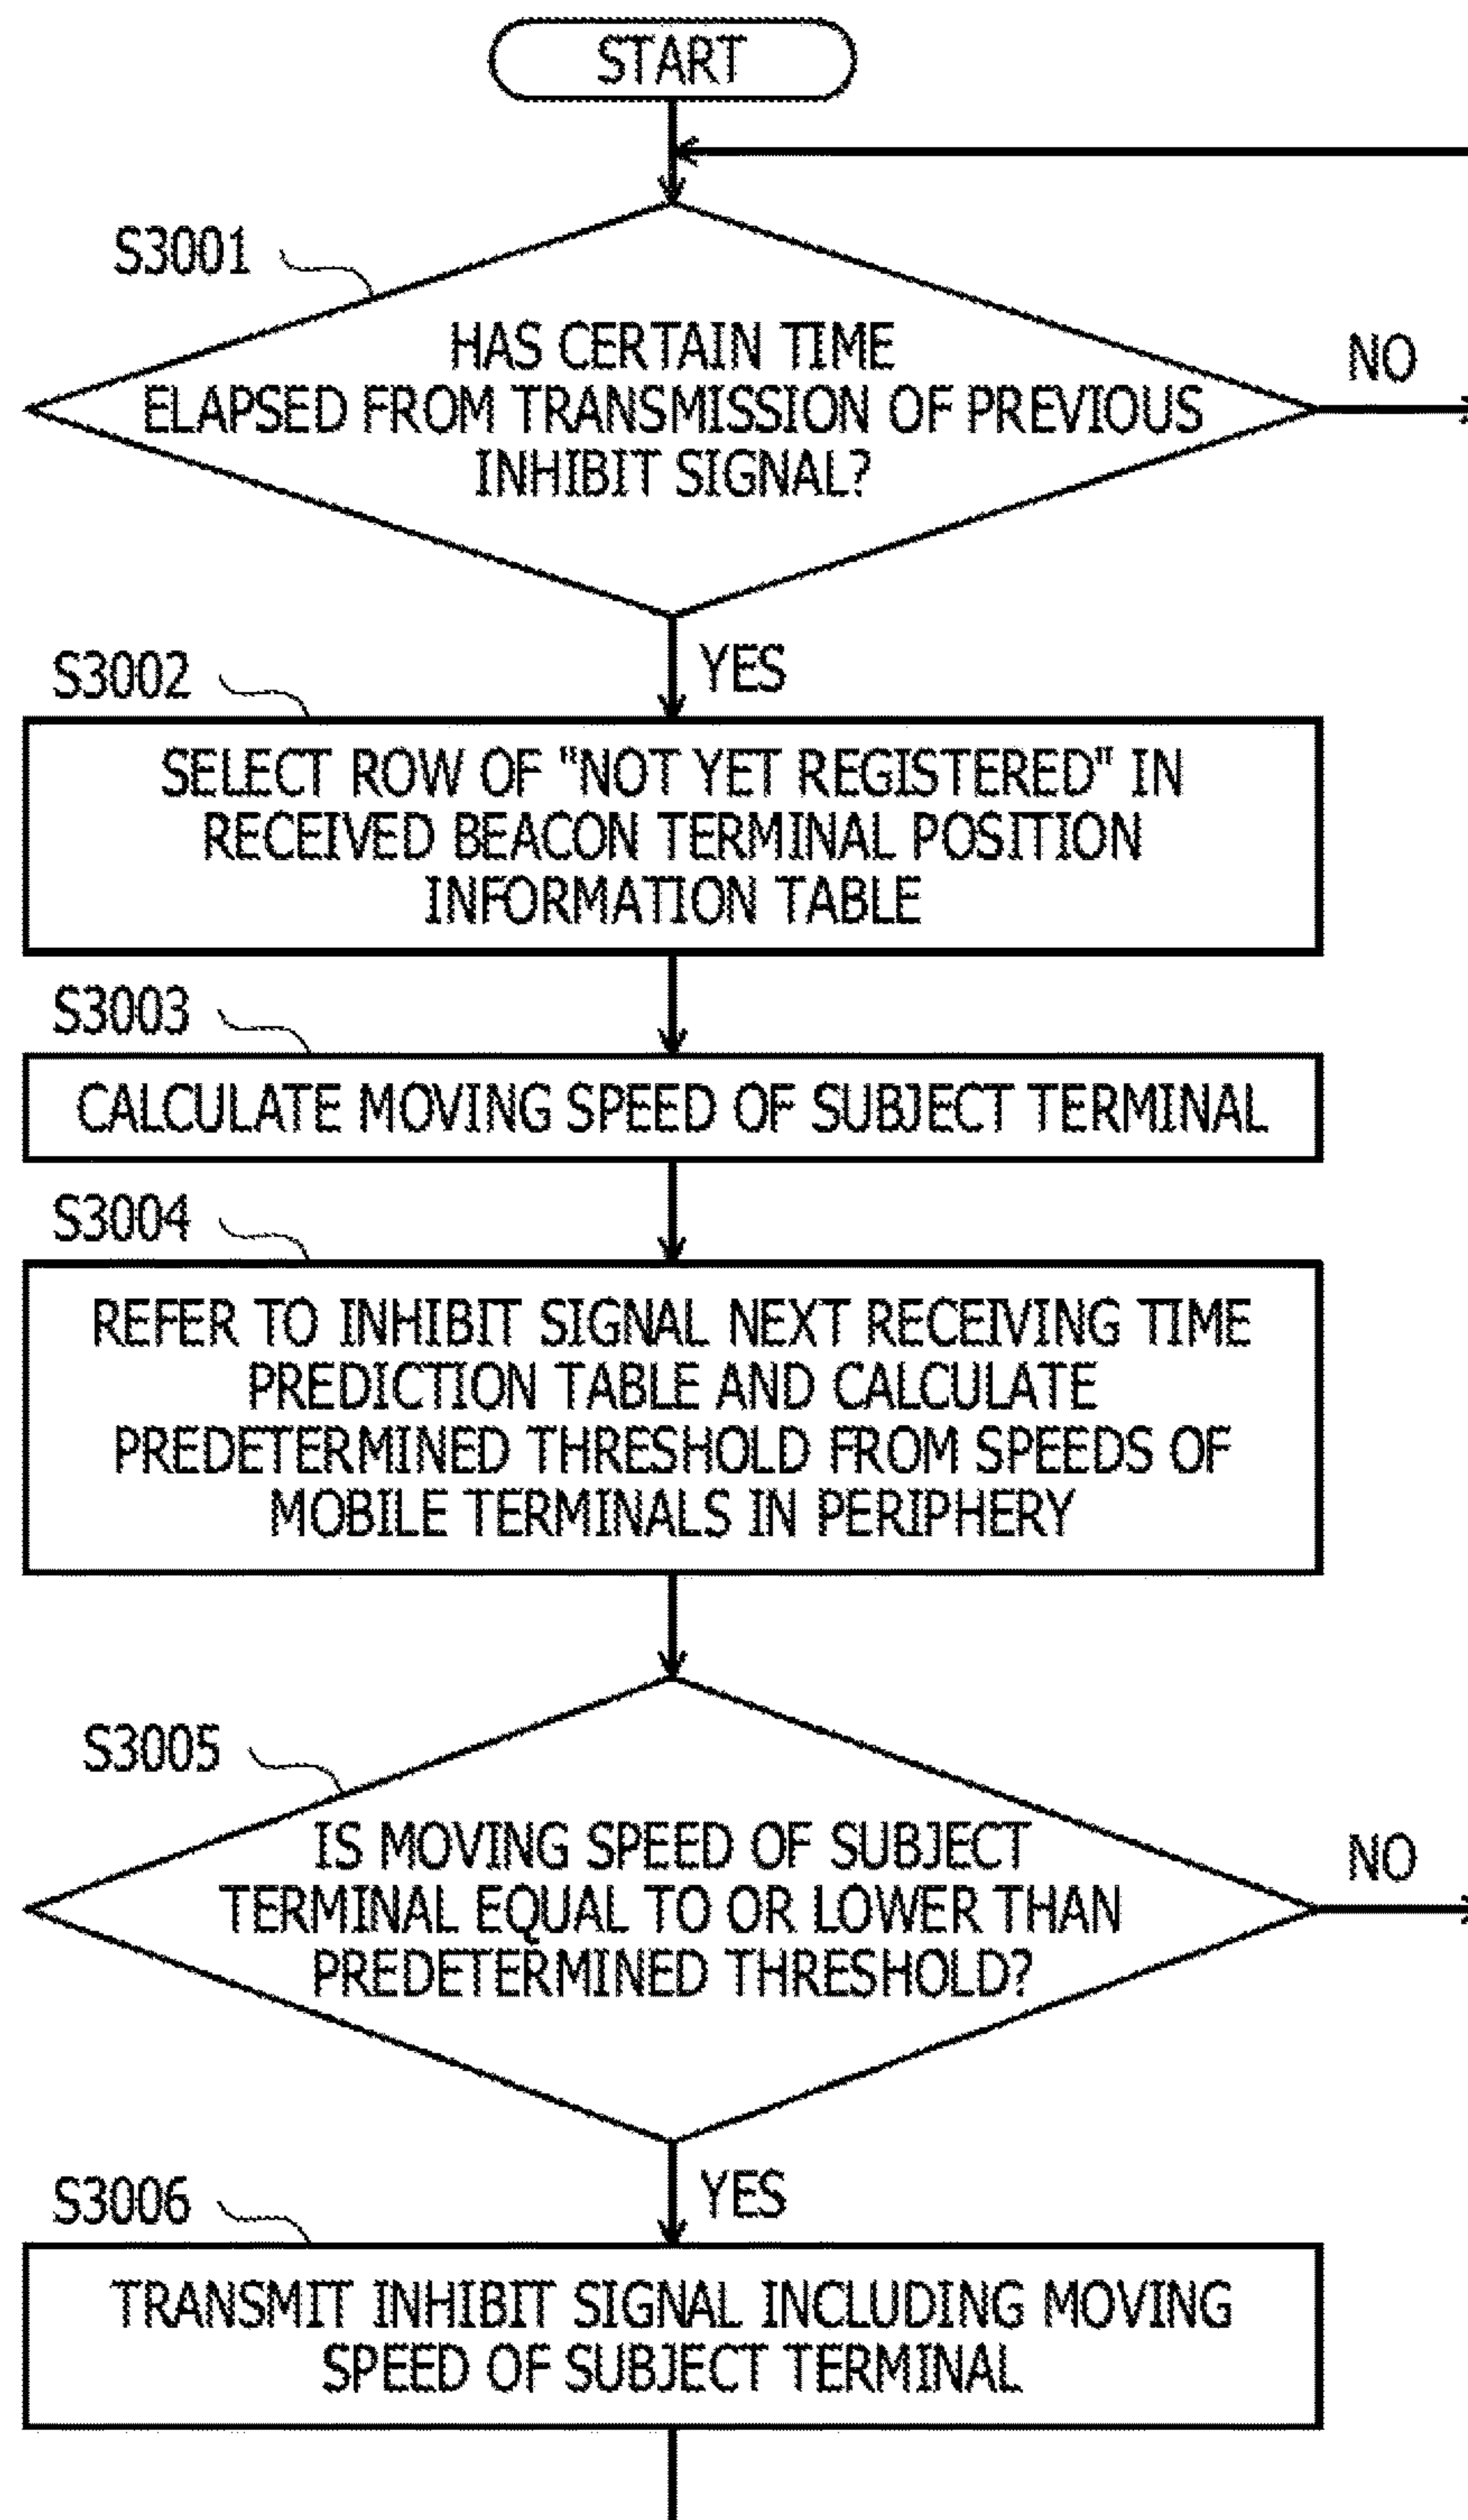 START
S3001
HAS CERTAIN TIME
ELAPSED FROM TRANSMISSION OF PREVIOUS
INHIBIT SIGNAL?
NO
YES
S3002
SELECT ROW OF "NOT YET REGISTERED" IN
RECEIVED BEACON TERMINAL POSITION
INFORMATION TABLE
S3003
CALCULATE MOVING SPEED OF SUBJECT TERMINAL
S3004
REFER TO INHIBIT SIGNAL NEXT RECEIVING TIME
PREDICTION TABLE AND CALCULATE
PREDETERMINED THRESHOLD FROM SPEEDS OF
MOBILE TERMINALS IN PERIPHERY
S3005
IS MOVING SPEED OF SUBJECT
TERMINAL EQUAL TO OR LOWER THAN
PREDETERMINED THRESHOLD?
NO
YES
S3006
TRANSMIT INHIBIT SIGNAL INCLUDING MOVING
SPEED OF SUBJECT TERMINAL